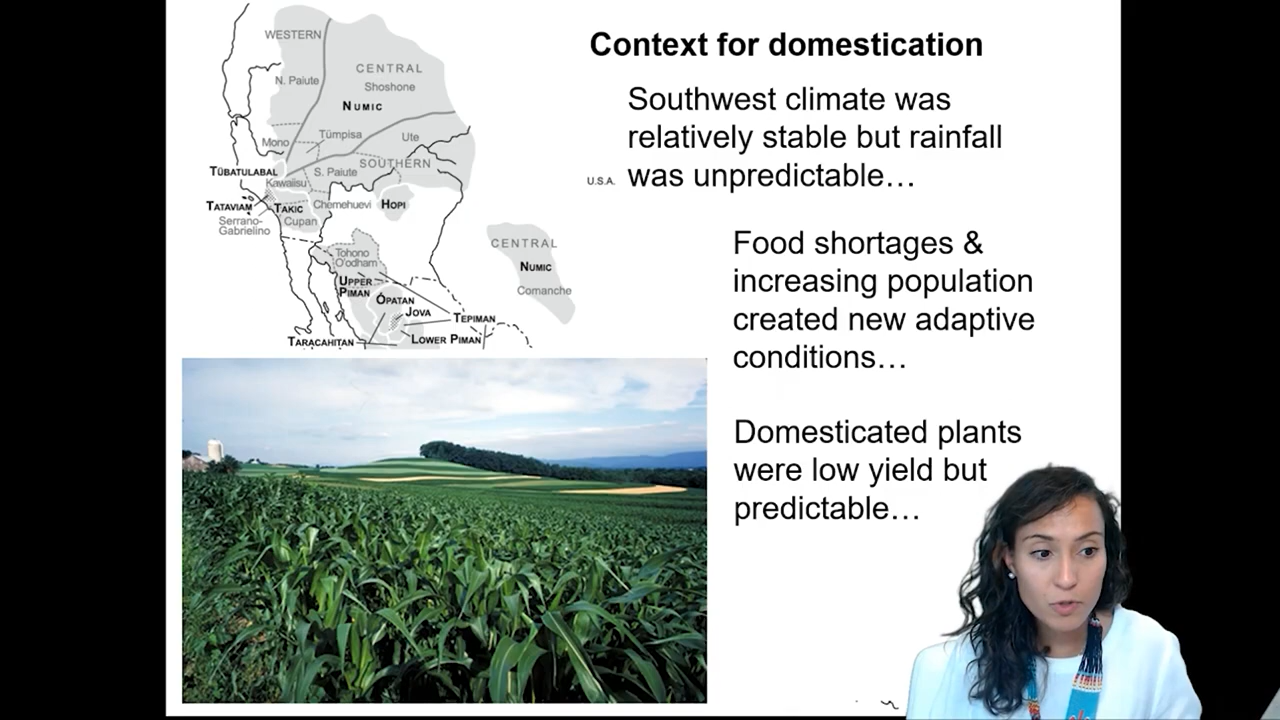 Context for domestication
Southwest climate was
relatively stable but rainfall
was unpredictable…
Food shortages &
increasing population
created new adaptive
conditions…
Domesticated plants
were low yield but
predictable…
WESTERN
CENTRAL
N. Paiute
Shoshone
NUMIC
Mono
Tümpisa
Ute
SOUTHERN
TÜBATULABAL
S. Paiute
Kawaiisu
U.S.A.
TATAVIAM
TAKIC
Chemehuevi
HOPI
Serrano-
Gabrielino
Cupan
CENTRAL
NUMIC
Comanche
Tohono
O'odham
UPPER
PIMAN
ÓPATAN
JOVA
TEPIMAN
TARACAHITAN
LOWER PIMAN